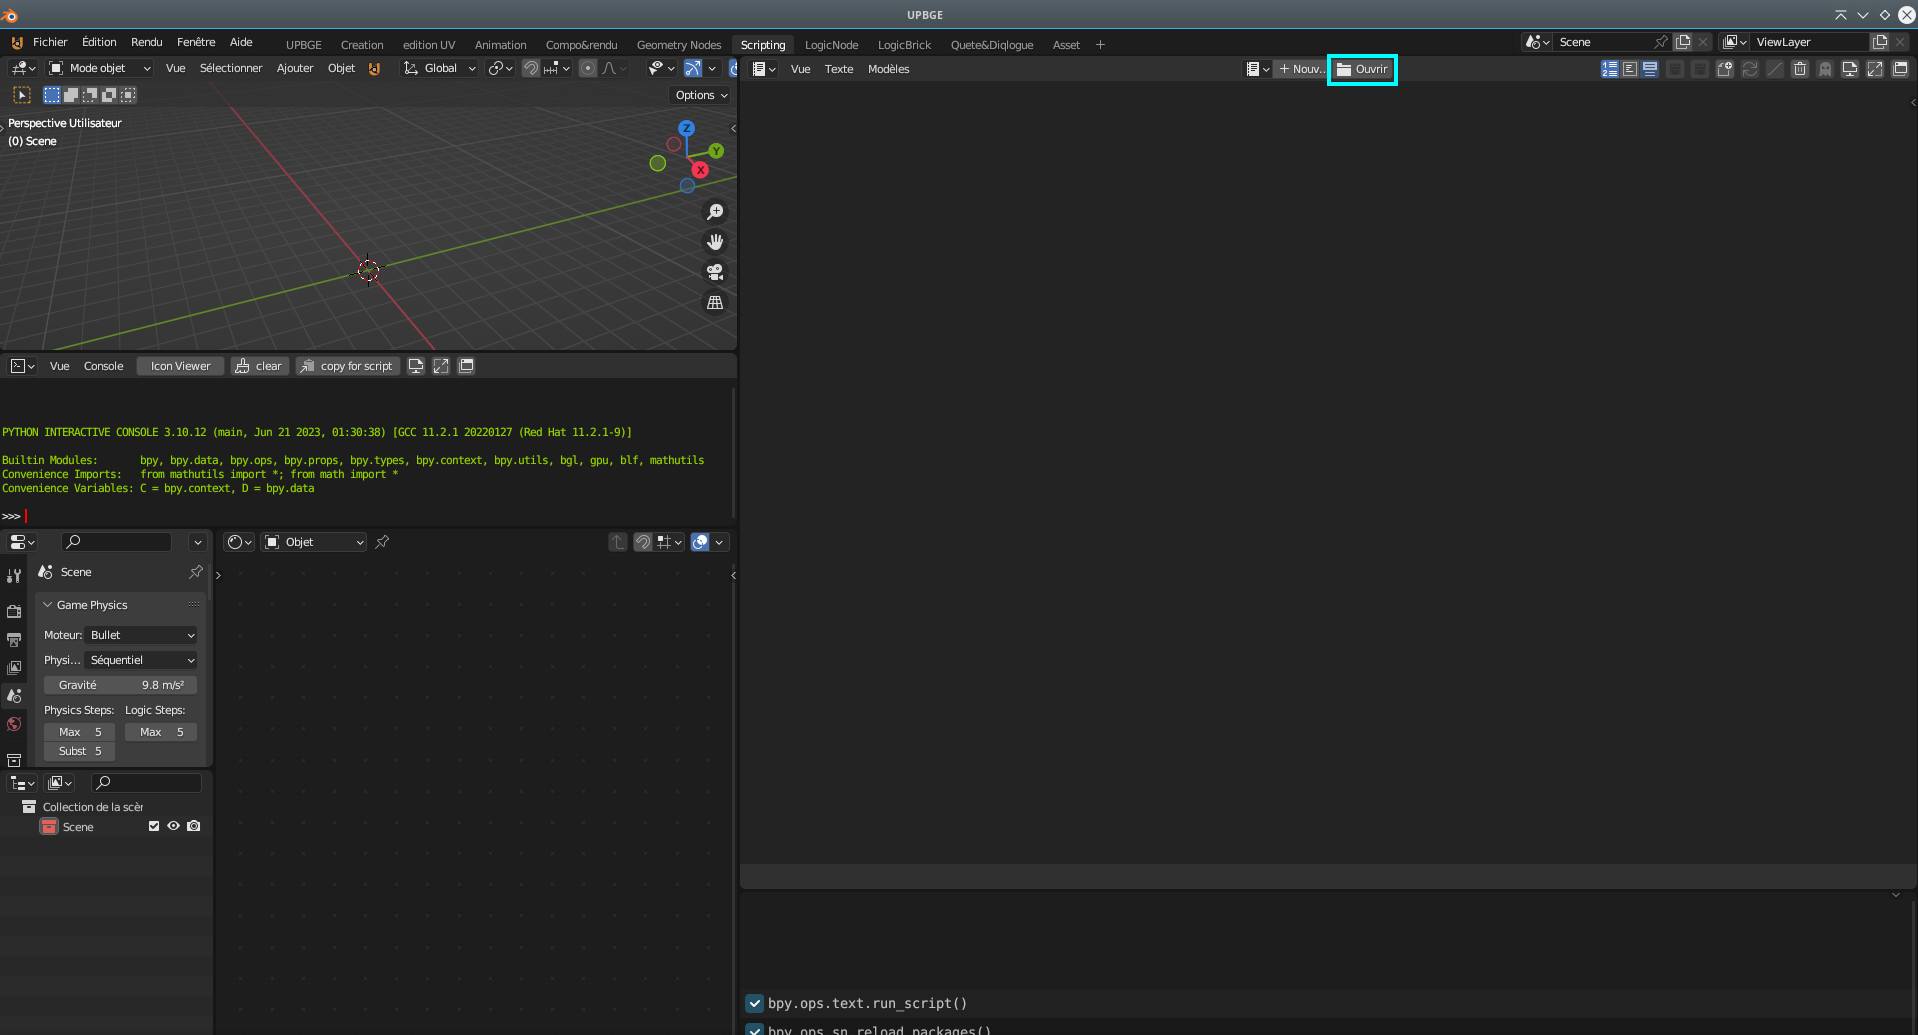 UPBGE
Fichier Édition Rendu Fenêtre Aide UPBGE Creation edition UV Animation Compo&rendu Geometry Nodes Scripting LogicNode LogicBrick Quete&Diqlogue Asset + Scene ViewLayer
Mode objet Vue Sélectionner Ajouter Objet Global
Vue Texte Modèles + Nouv... Ouvrir
Options
Perspective Utilisateur
(0) Scene
Z
Y
X
Vue Console Icon Viewer clear copy for script
PYTHON INTERACTIVE CONSOLE 3.10.12 (main, Jun 21 2023, 01:30:38) [GCC 11.2.1 20220127 (Red Hat 11.2.1-9)]
Builtin Modules: bpy, bpy.data, bpy.ops, bpy.props, bpy.types, bpy.context, bpy.utils, bgl, gpu, blf, mathutils
Convenience Imports: from mathutils import *; from math import *
Convenience Variables: C = bpy.context, D = bpy.data
>>>
Objet
Scene
Game Physics
Moteur: Bullet
Physi... Séquentiel
Gravité 9.8 m/s²
Physics Steps: Logic Steps:
Max 5 Max 5
Subst 5
Collection de la scèr
Scene
bpy.ops.text.run_script()
bpy.ops.sn.reload_packages()